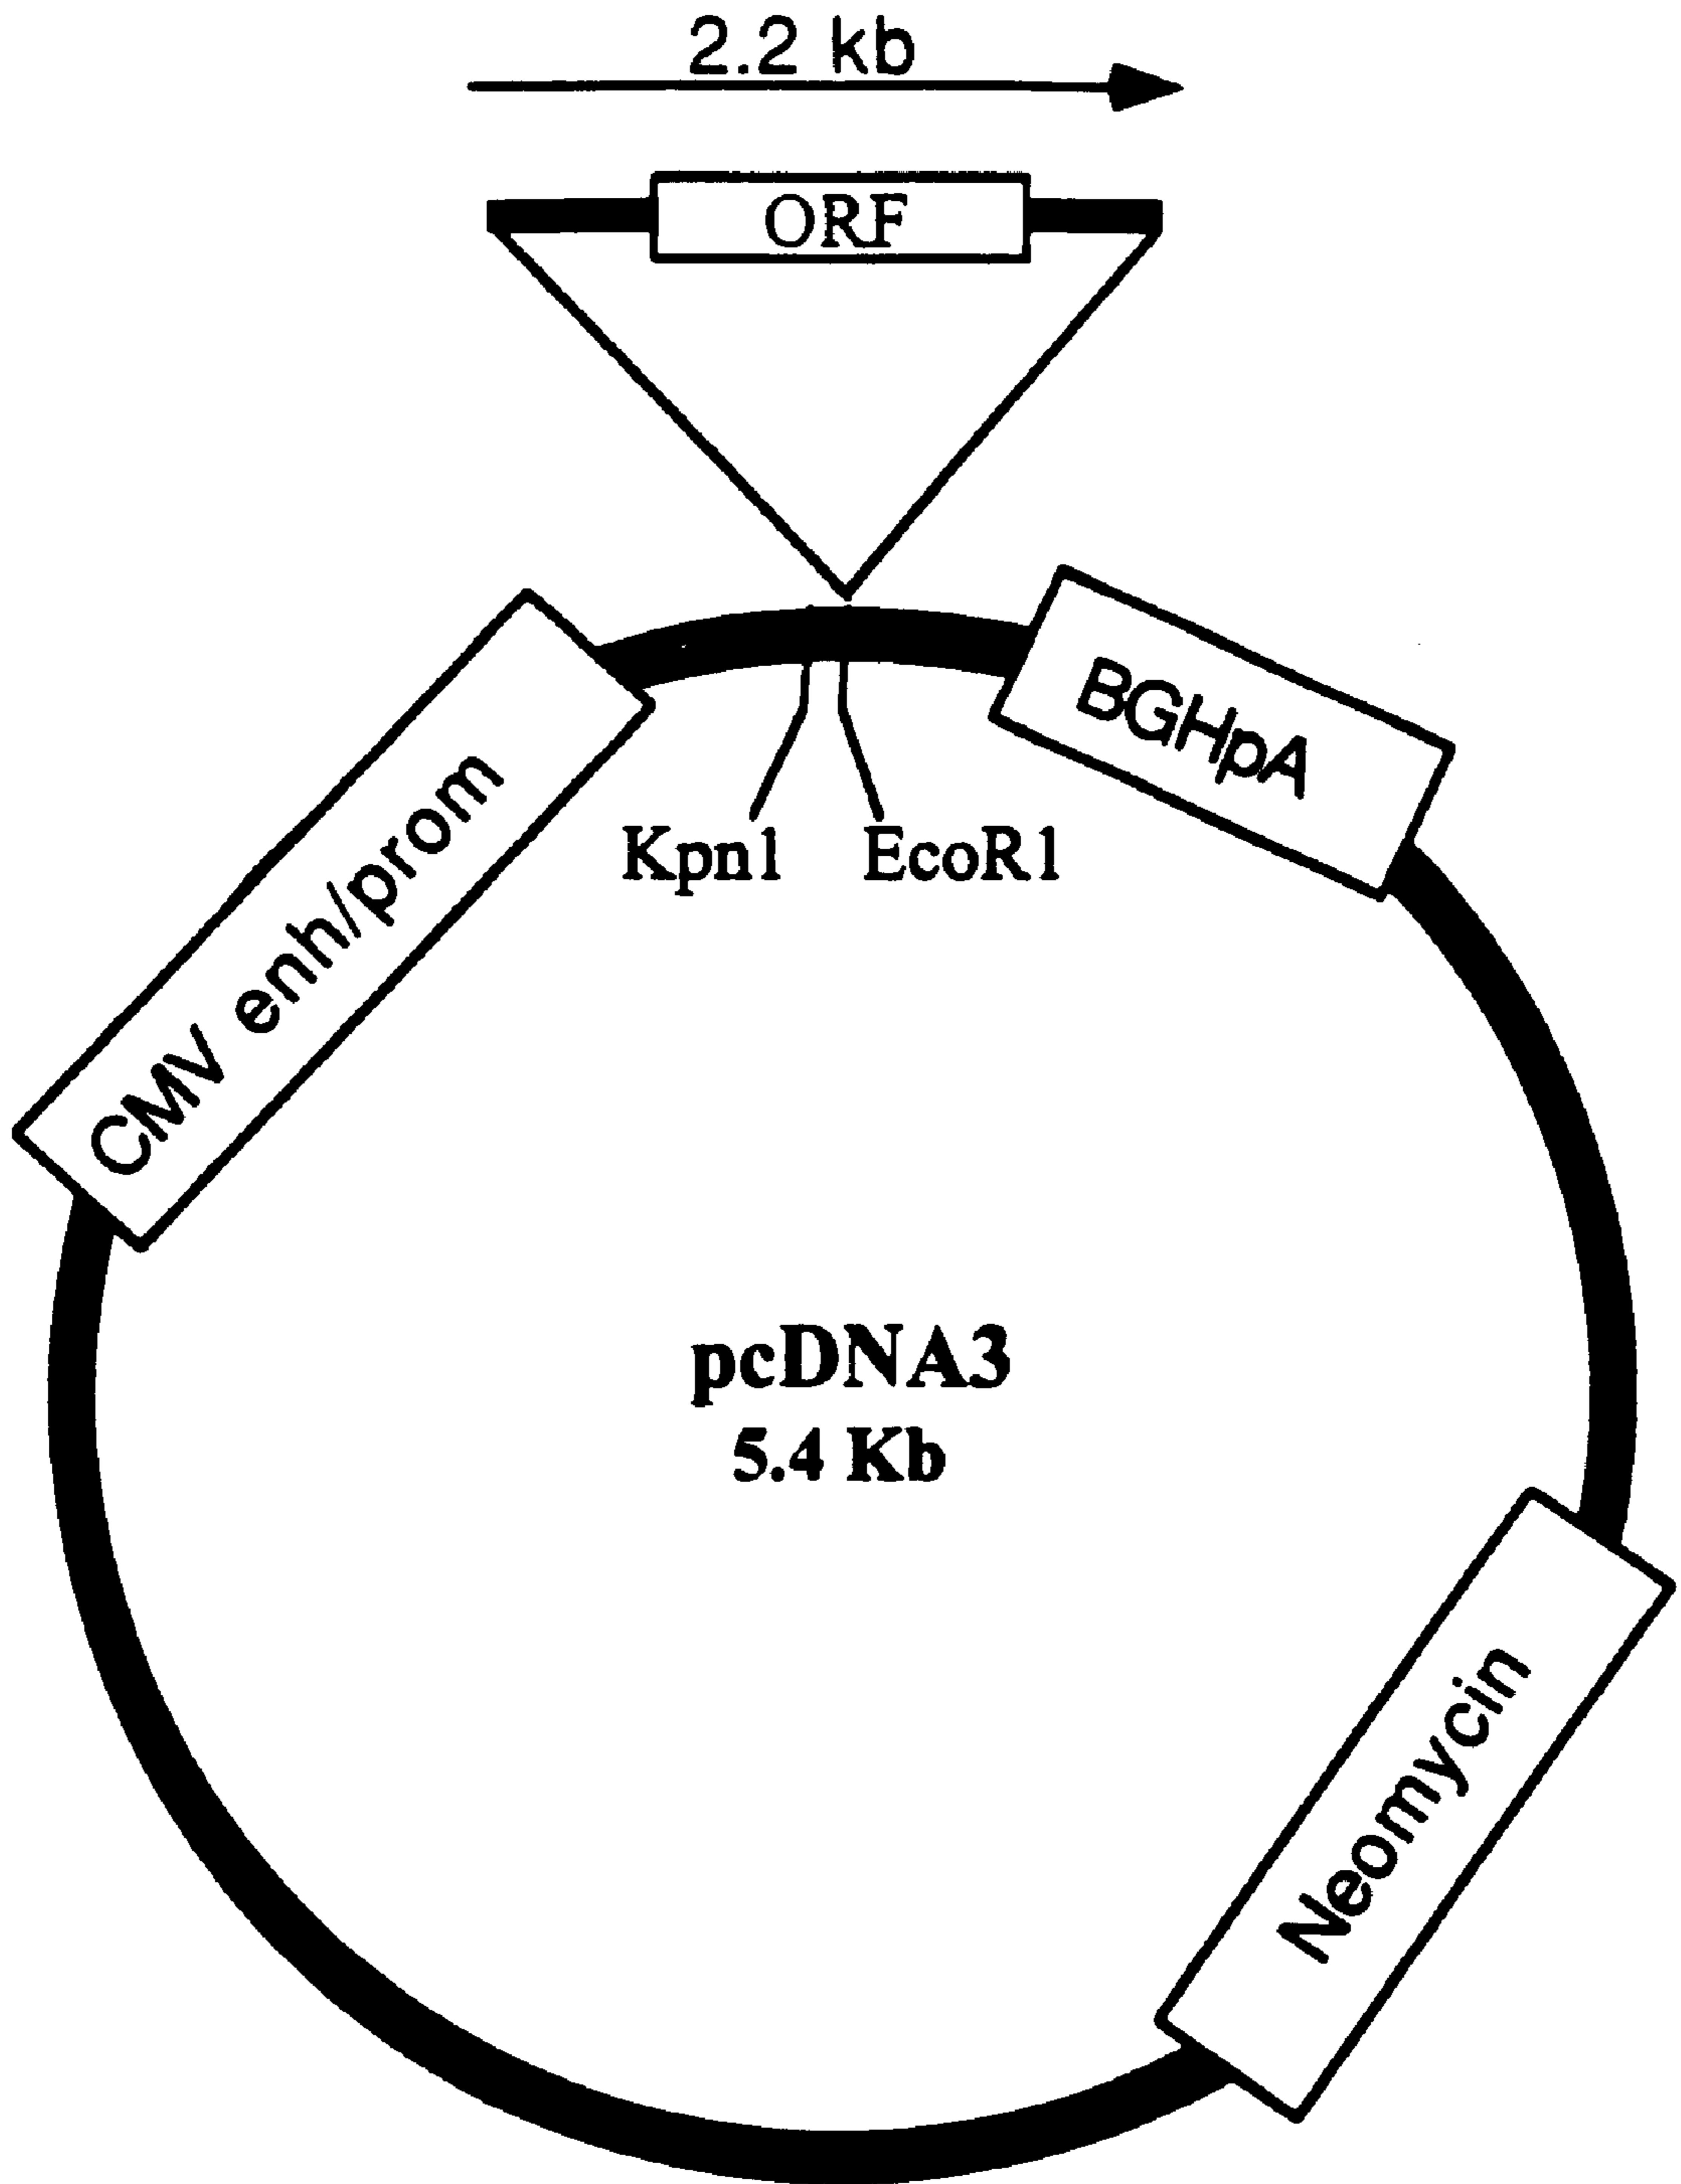 2.2 kb
ORF
CMV enh/prom
BGHpA
Kpn1 EcoR1
pcDNA3
5.4 Kb
Neomycin